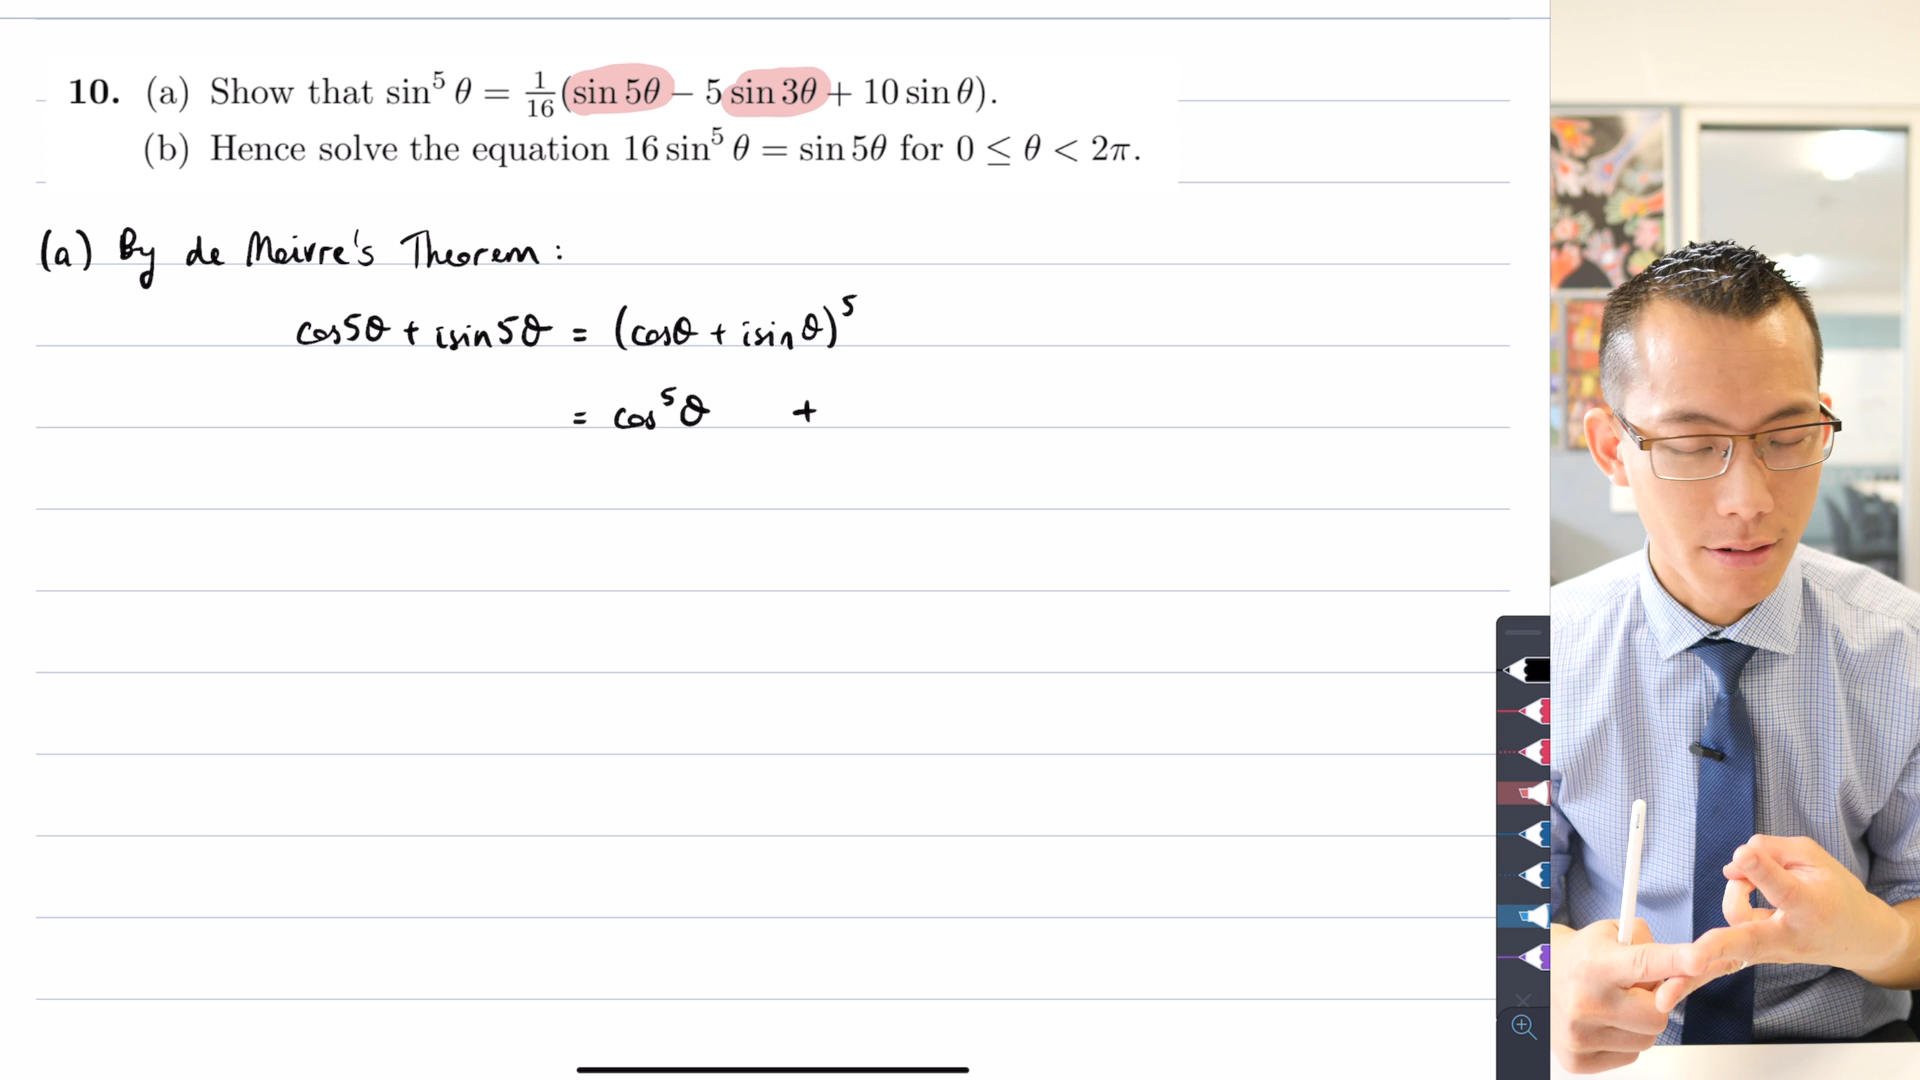 10. (a) Show that sin⁵ θ = 1/16 (sin 5θ − 5 sin 3θ + 10 sin θ).
(b) Hence solve the equation 16 sin⁵ θ = sin 5θ for 0 ≤ θ < 2π.
(a) By de Moivre's Theorem:
cos5θ + isin5θ = (cosθ + isinθ)⁵
= cos⁵θ +